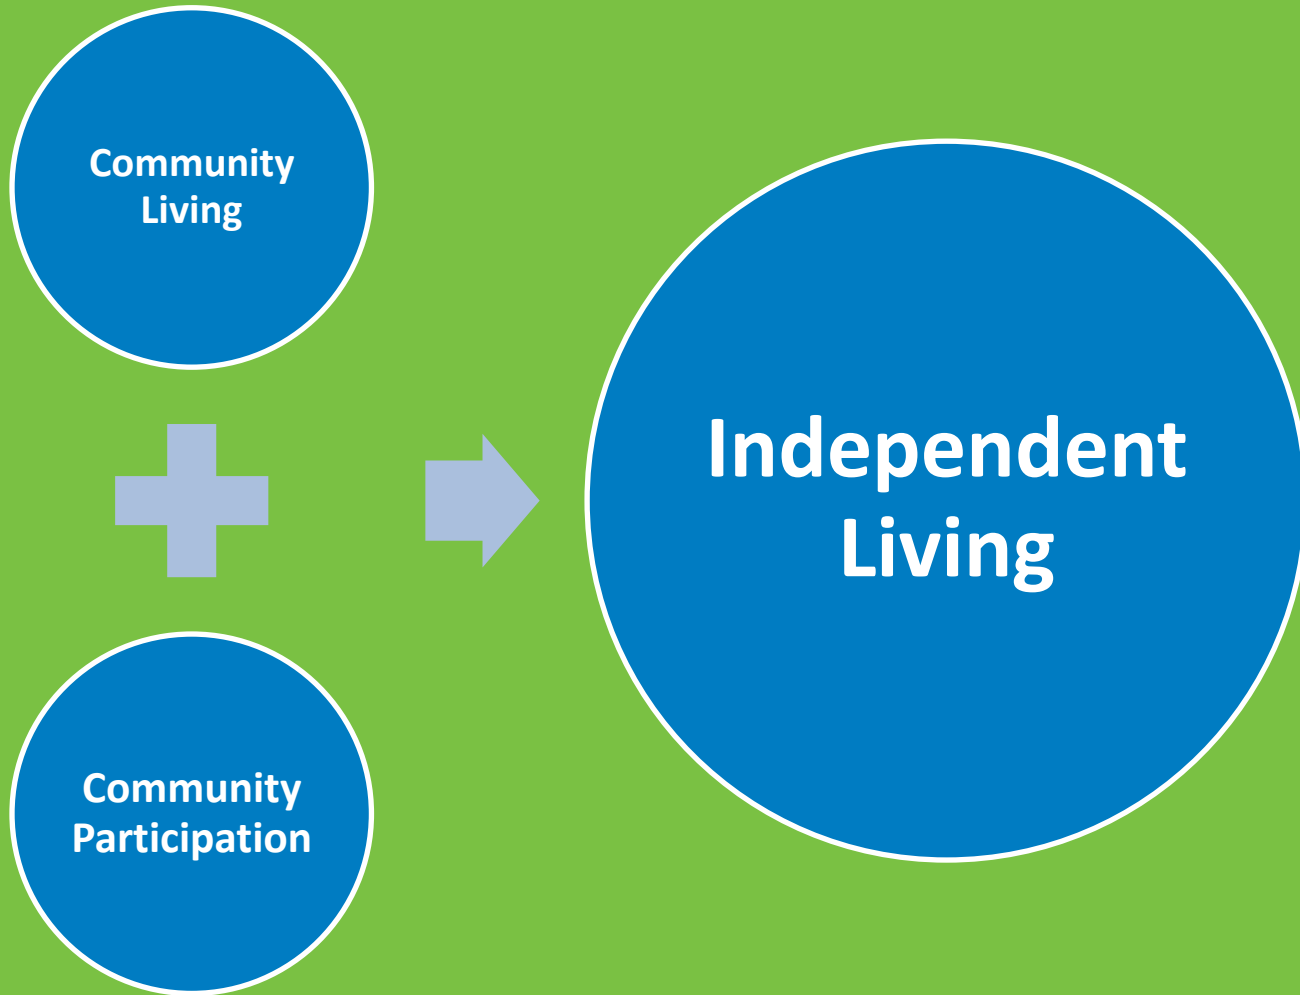 Community
Living
Independent
Living
Community
Participation